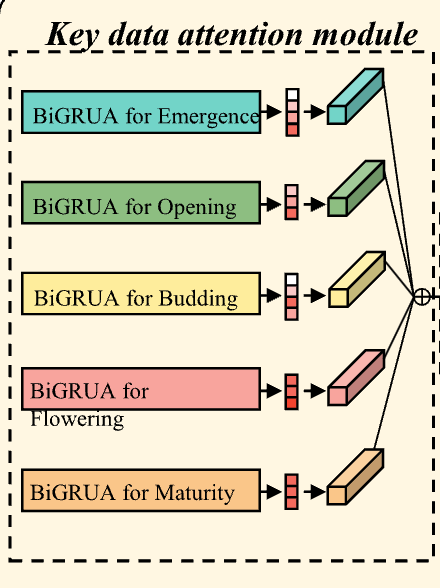 Key data attention module
BiGRUA for Emergence
BiGRUA for Opening
BiGRUA for Budding
BiGRUA for
Flowering
BiGRUA for Maturity